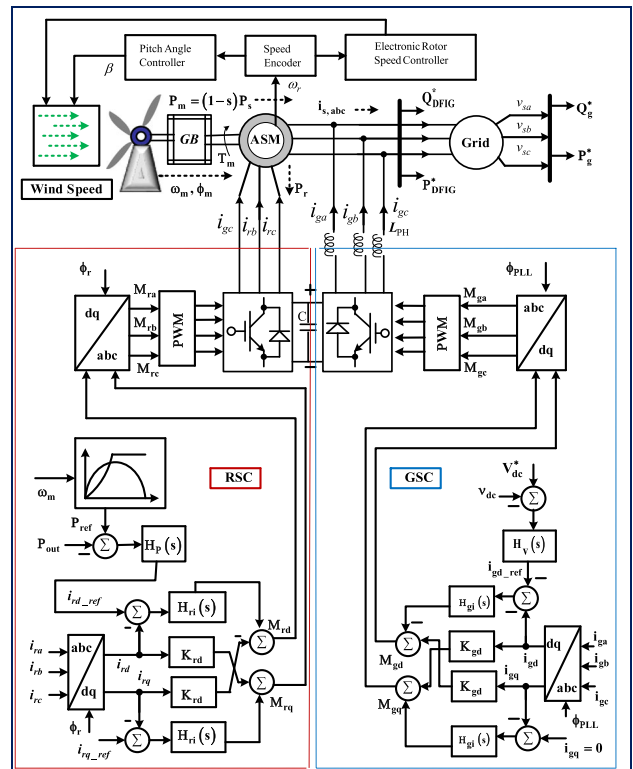 Pitch Angle
Controller
Speed
Encoder
Electronic Rotor
Speed Controller
β
ω_r
P_m = (1−s)P_s
i_s,abc
Q*_DFIG
v_sa
v_sb
v_sc
Q_g*
P_g*
GB
ASM
Grid
T_m
Wind Speed
ω_m, ϕ_m
P_r
P*_DFIG
i_gc
i_rb
i_rc
i_ga
i_gb
i_gc
L_PH
ϕ_r
ϕ_PLL
dq
abc
M_ra
M_rb
M_rc
PWM
+
C
−
PWM
M_ga
M_gb
M_gc
abc
dq
RSC
GSC
ω_m
P_ref
P_out
−
Σ
H_P(s)
V*_dc
v_dc
−
Σ
H_v(s)
i_gd_ref
i_rd_ref
Σ
−
H_ri(s)
M_rd
−
Σ
K_rd
K_rd
Σ
M_rq
i_ra
i_rb
i_rc
abc
dq
i_rd
i_rq
ϕ_r
i_rq_ref
−
Σ
H_ri(s)
H_gi(s)
−
Σ
−
Σ
M_gd
K_gd
K_gd
Σ
M_gq
i_gd
i_gq
dq
abc
i_ga
i_gb
i_gc
ϕ_PLL
H_gi(s)
−
Σ
i_gq = 0